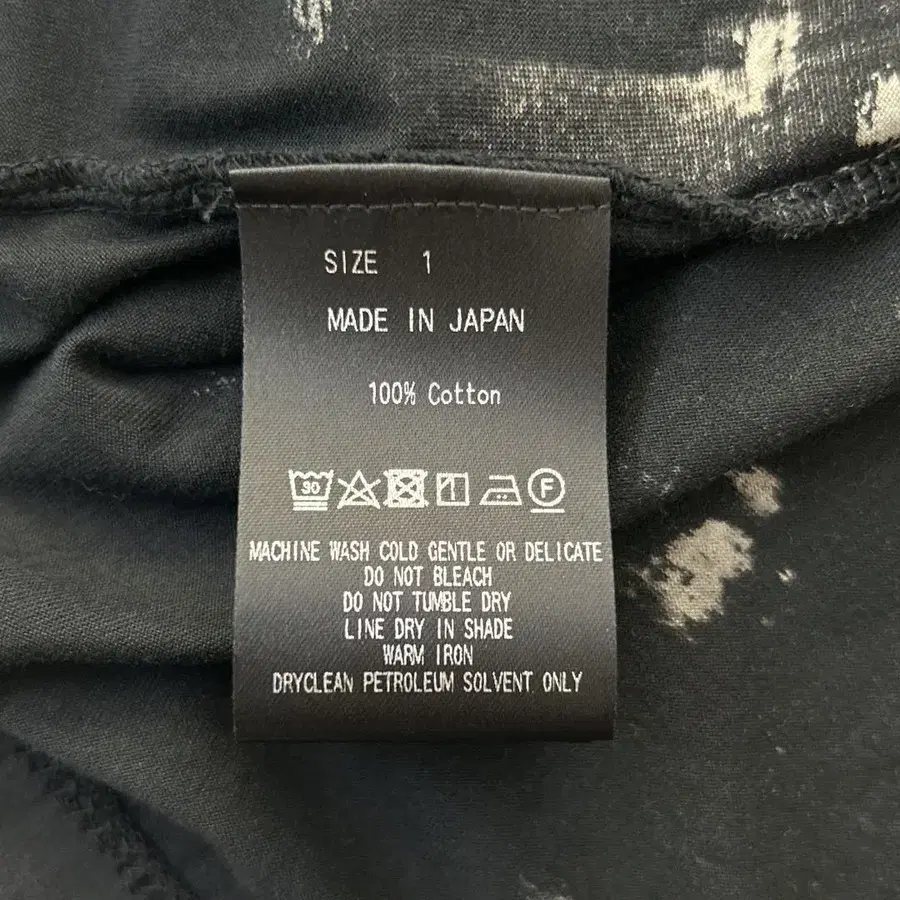 SIZE 1
MADE IN JAPAN
100% Cotton
30 F
MACHINE WASH COLD GENTLE OR DELICATE
DO NOT BLEACH
DO NOT TUMBLE DRY
LINE DRY IN SHADE
WARM IRON
DRYCLEAN PETROLEUM SOLVENT ONLY